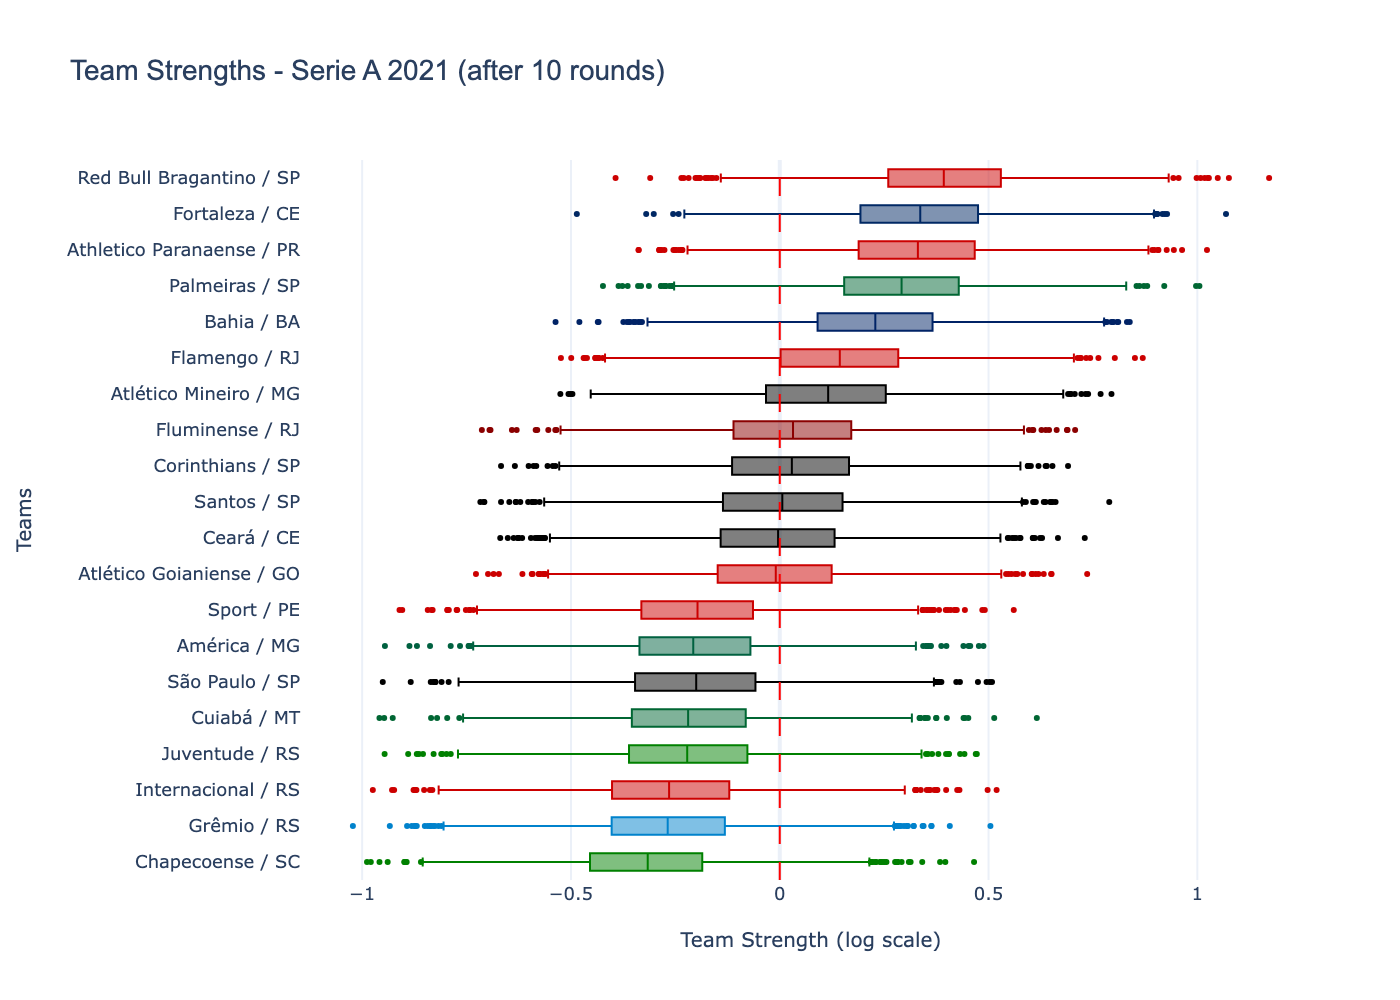 Team Strengths - Serie A 2021 (after 10 rounds)
Red Bull Bragantino / SP
Fortaleza / CE
Athletico Paranaense / PR
Palmeiras / SP
Bahia / BA
Flamengo / RJ
Atlético Mineiro / MG
Fluminense / RJ
Corinthians / SP
Santos / SP
Ceará / CE
Atlético Goianiense / GO
Sport / PE
América / MG
São Paulo / SP
Cuiabá / MT
Juventude / RS
Internacional / RS
Grêmio / RS
Chapecoense / SC
Teams
−1 −0.5 0 0.5 1
Team Strength (log scale)